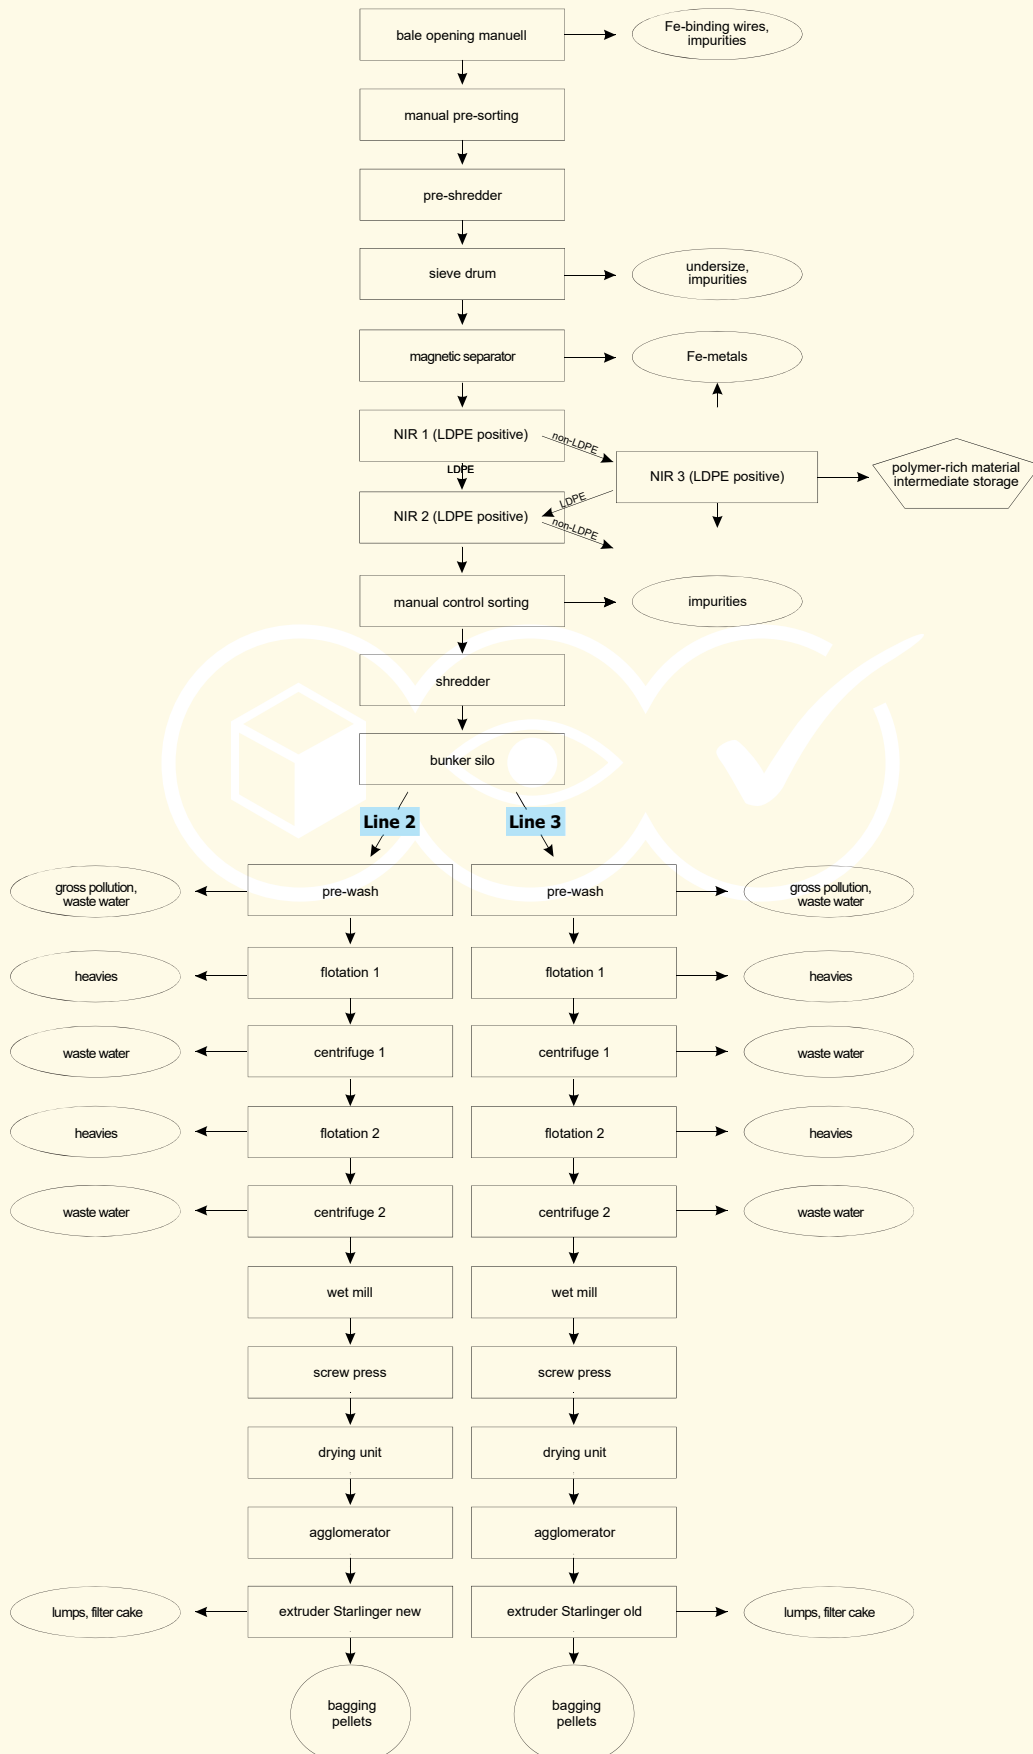 bale opening manuell
Fe-binding wires,
impurities
manual pre-sorting
pre-shredder
sieve drum
undersize,
impurities
magnetic separator
Fe-metals
NIR 1 (LDPE positive)
non-LDPE
LDPE
NIR 3 (LDPE positive)
polymer-rich material
intermediate storage
LDPE
NIR 2 (LDPE positive)
non-LDPE
manual control sorting
impurities
shredder
bunker silo
Line 2
Line 3
gross pollution,
waste water
pre-wash
pre-wash
gross pollution,
waste water
heavies
flotation 1
flotation 1
heavies
waste water
centrifuge 1
centrifuge 1
waste water
heavies
flotation 2
flotation 2
heavies
waste water
centrifuge 2
centrifuge 2
waste water
wet mill
wet mill
screw press
screw press
drying unit
drying unit
agglomerator
agglomerator
lumps, filter cake
extruder Starlinger new
extruder Starlinger old
lumps, filter cake
bagging
pellets
bagging
pellets